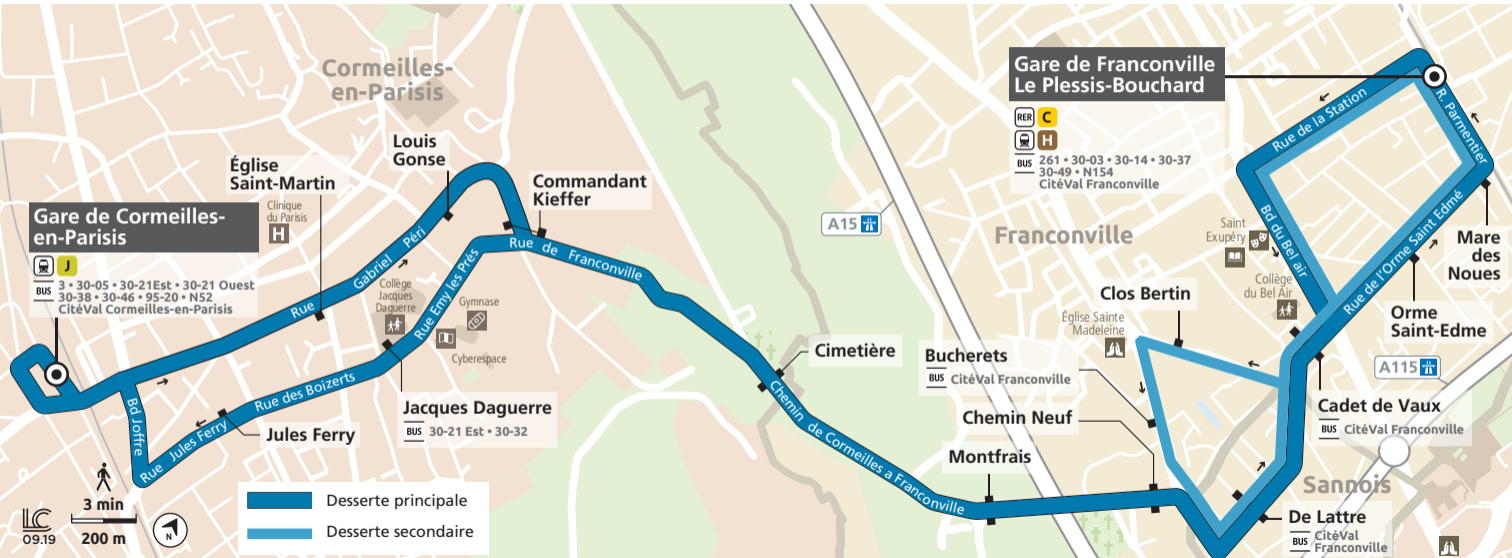 Cormeilles-
en-Parisis
Gare de Cormeilles-
en-Parisis
J
BUS 3 • 30-05 • 30-21Est • 30-21 Ouest
30-38 • 30-46 • 95-20 • N52
CitéVal Cormeilles-en-Parisis
Église
Saint-Martin
Clinique
du Parisis
H
Louis
Gonse
Commandant
Kieffer
Rue Gabriel Péri
Rue de Franconville
Collège
Jacques
Daguerre
Rue Emy les Prés
Gymnase
Cyberespace
Rue des Boizerts
Bd Joffre
Rue Jules Ferry
Jules Ferry
Jacques Daguerre
BUS 30-21 Est • 30-32
3 min
200 m
N
LC
09.19
Desserte principale
Desserte secondaire
Cimetière
Chemin de Cormeilles a Franconville
A15
Franconville
Montfrais
Chemin Neuf
Bucherets
BUS CitéVal Franconville
Église Sainte
Madeleine
Clos Bertin
Gare de Franconville
Le Plessis-Bouchard
RER C
H
BUS 261 • 30-03 • 30-14 • 30-37
30-49 • N154
CitéVal Franconville
Rue de la Station
R. Parmentier
Bd du Bel air
Rue de l'Orme Saint Edmé
Saint
Exupéry
Collège
du Bel Air
Mare
des
Noues
Orme
Saint-Edme
A115
Cadet de Vaux
BUS CitéVal Franconville
Sannois
De Lattre
BUS CitéVal
Franconville